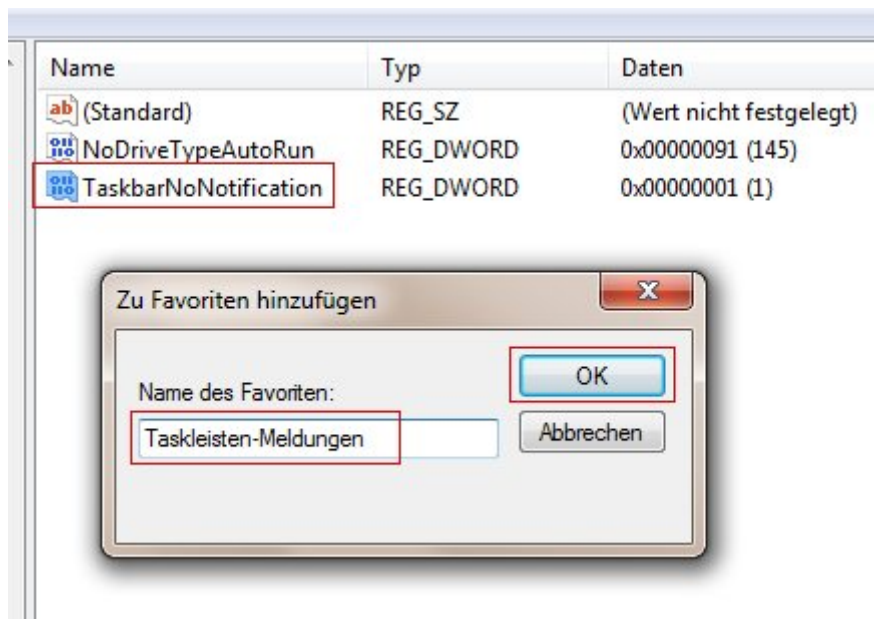 Name Typ Daten
(Standard) REG_SZ (Wert nicht festgelegt)
NoDriveTypeAutoRun REG_DWORD 0x00000091 (145)
TaskbarNoNotification REG_DWORD 0x00000001 (1)
Zu Favoriten hinzufügen
OK
Name des Favoriten:
Taskleisten-Meldungen
Abbrechen